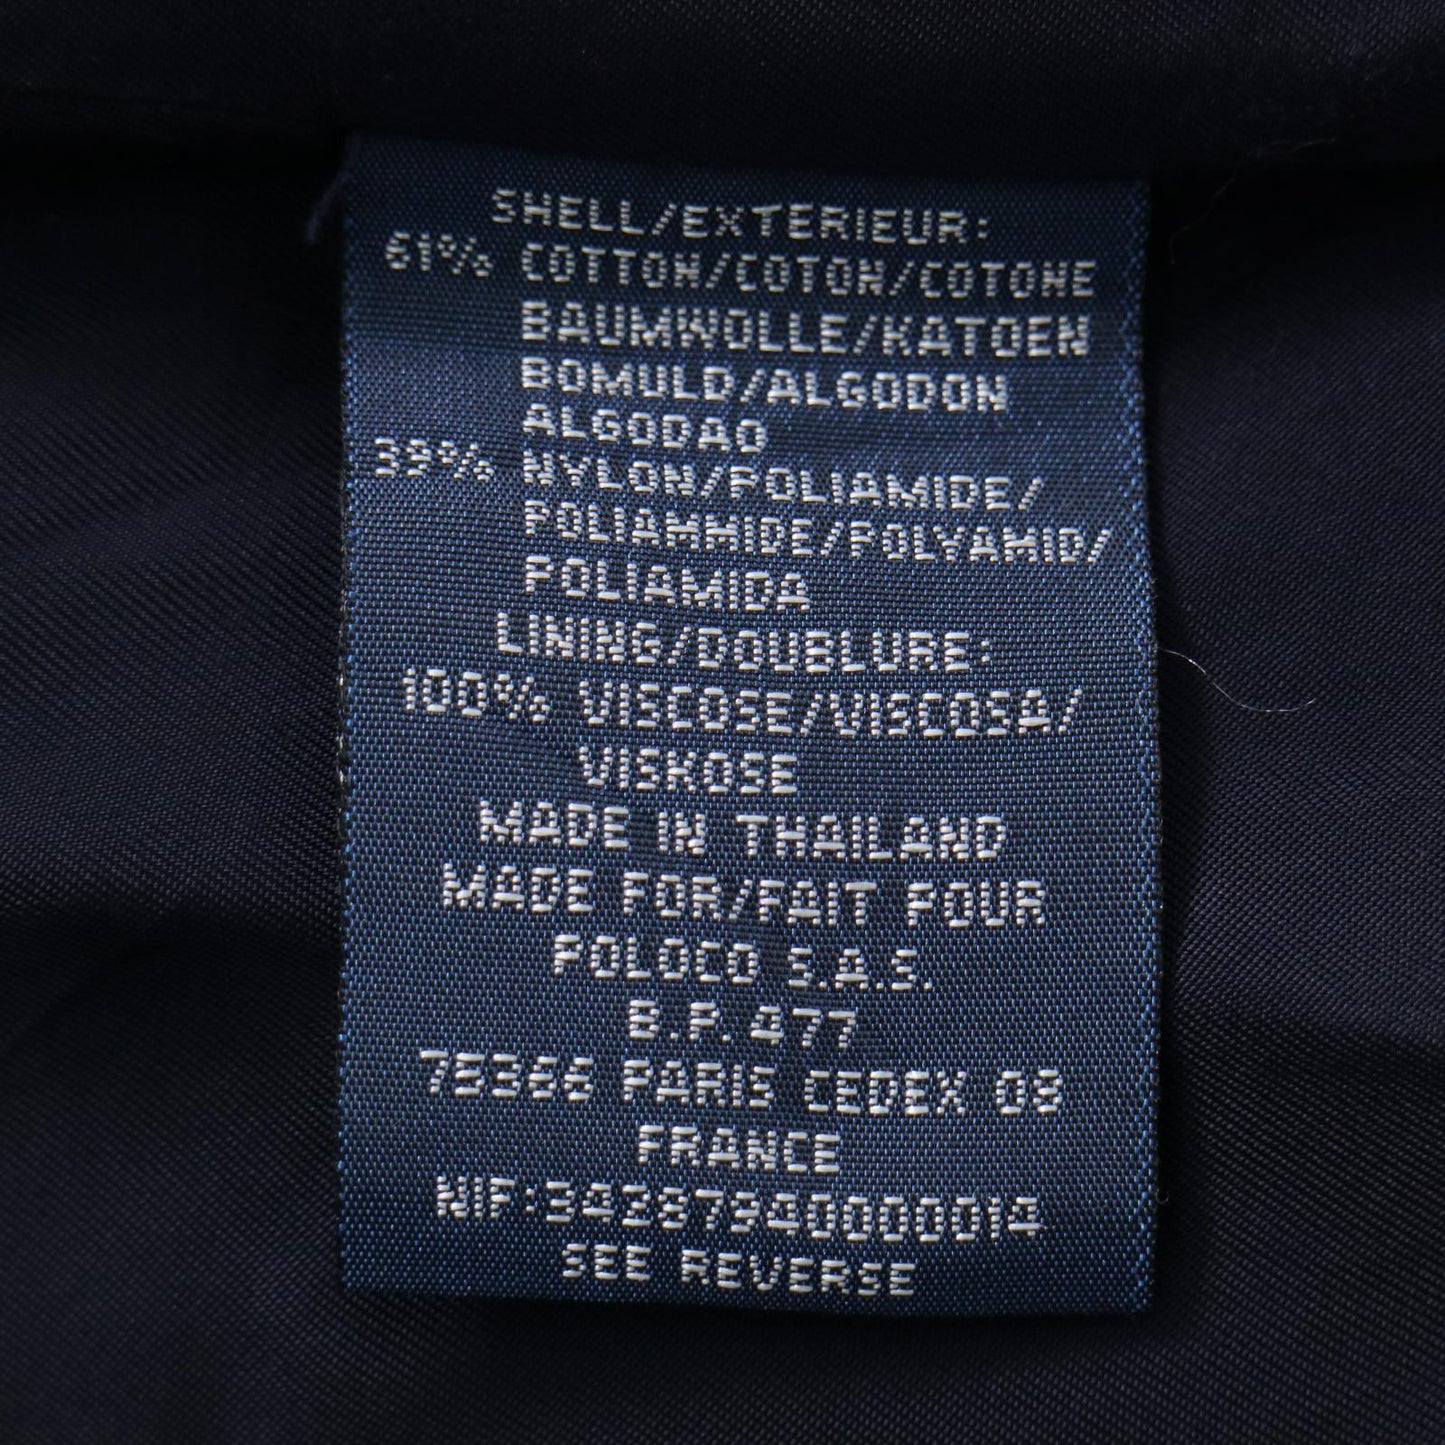 SHELL/EXTERIEUR:
61% COTTON/COTON/COTONE
BAUMWOLLE/KATOEN
BOMULD/ALGODON
ALGODAO
39% NYLON/POLIAMIDE/
POLIAMMIDE/POLYAMID/
POLIAMIDA
LINING/DOUBLURE:
100% VISCOSE/VISCOSA/
VISKOSE
MADE IN THAILAND
MADE FOR/FAIT POUR
POLOCO S.A.S.
B.P. 477
75366 PARIS CEDEX 08
FRANCE
SEE REVERSE